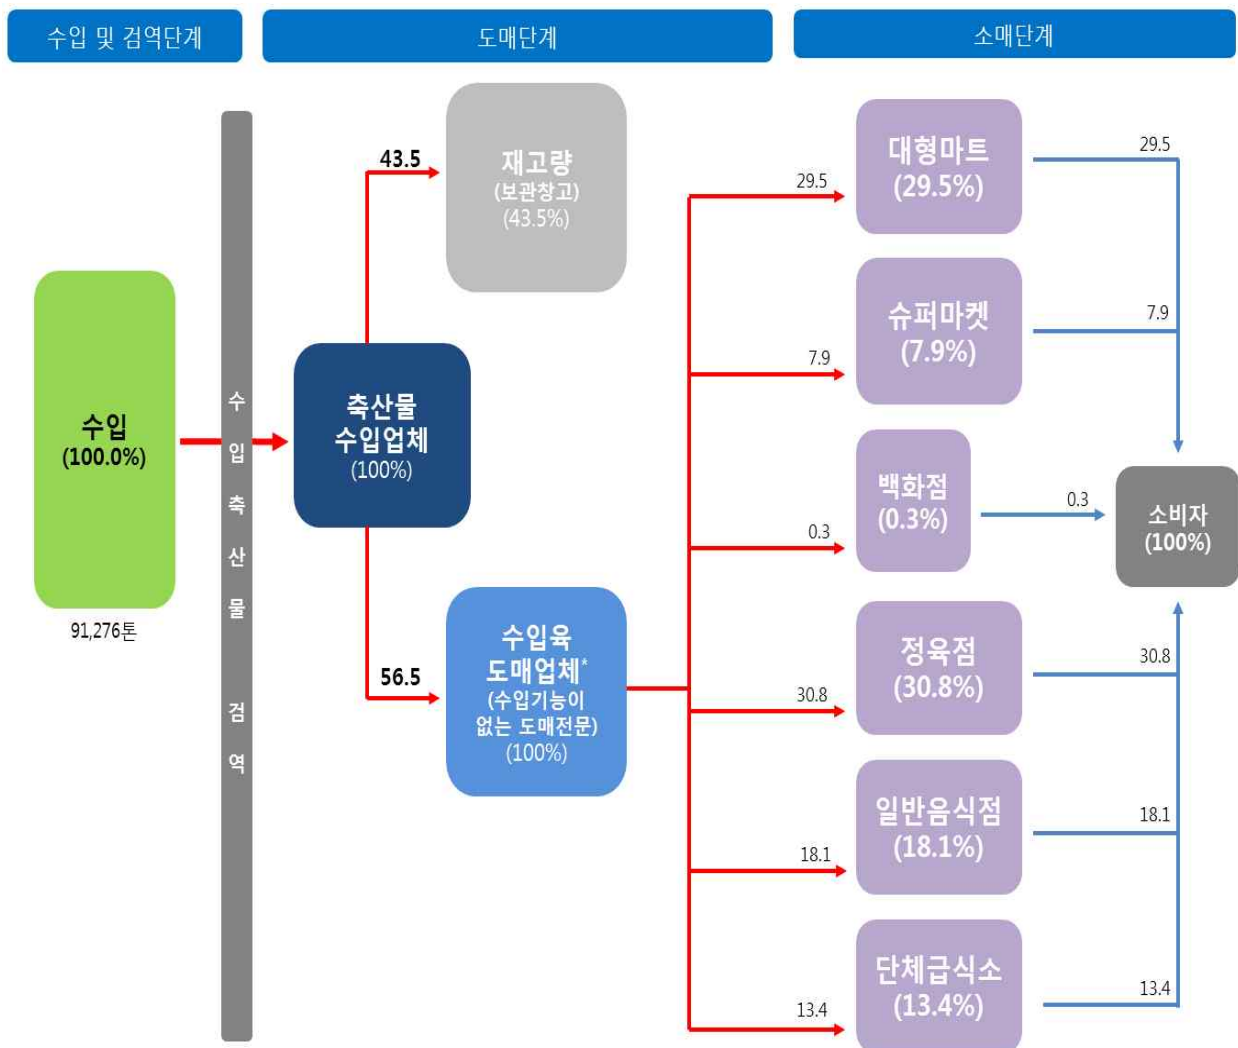 수입 및 검역단계
도매단계
소매단계
수입
(100.0%)
91,276톤
수입축산물 검역
축산물
수입업체
(100%)
43.5
재고량
(보관창고)
(43.5%)
56.5
수입육
도매업체*
(수입기능이
없는 도매전문)
(100%)
29.5
대형마트
(29.5%)
29.5
7.9
슈퍼마켓
(7.9%)
7.9
0.3
백화점
(0.3%)
0.3
30.8
정육점
(30.8%)
30.8
18.1
일반음식점
(18.1%)
18.1
13.4
단체급식소
(13.4%)
13.4
소비자
(100%)